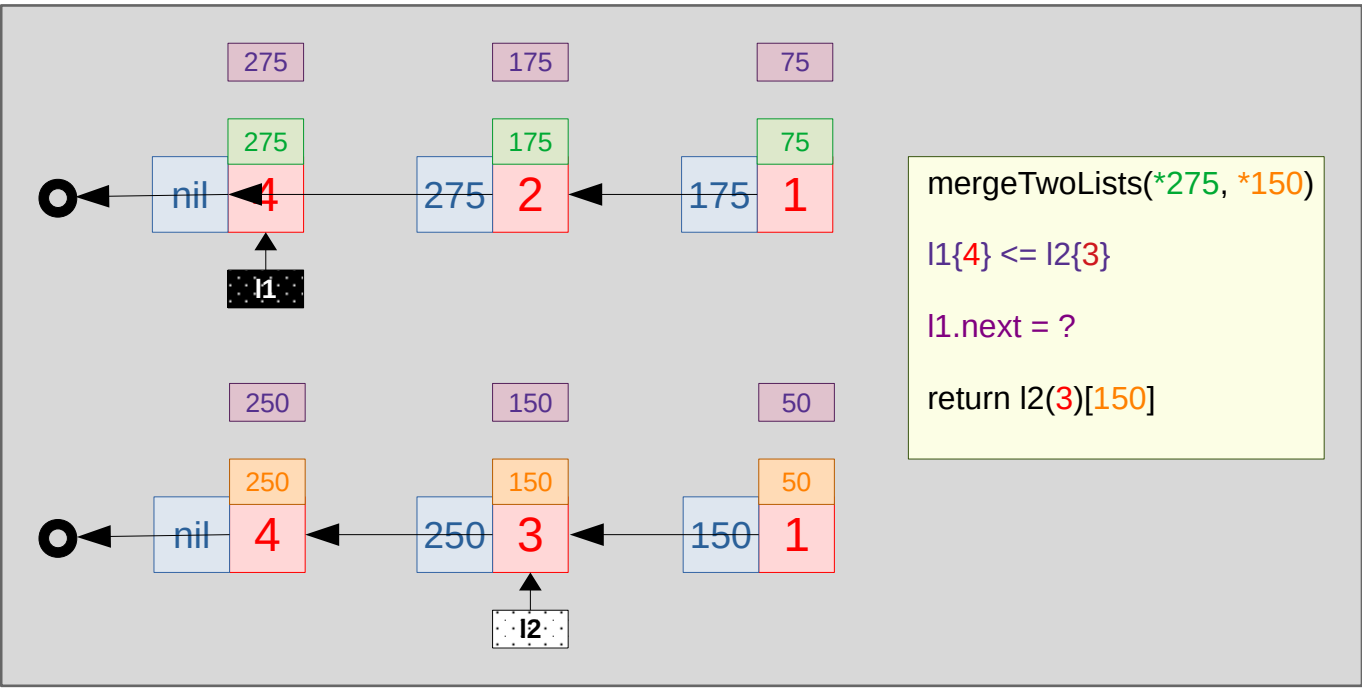 275 175 75
275 175 75
nil 4 275 2 175 1
l1
mergeTwoLists(*275, *150)
l1{4} <= l2{3}
l1.next = ?
return l2(3)[150]
250 150 50
250 150 50
nil 4 250 3 150 1
l2